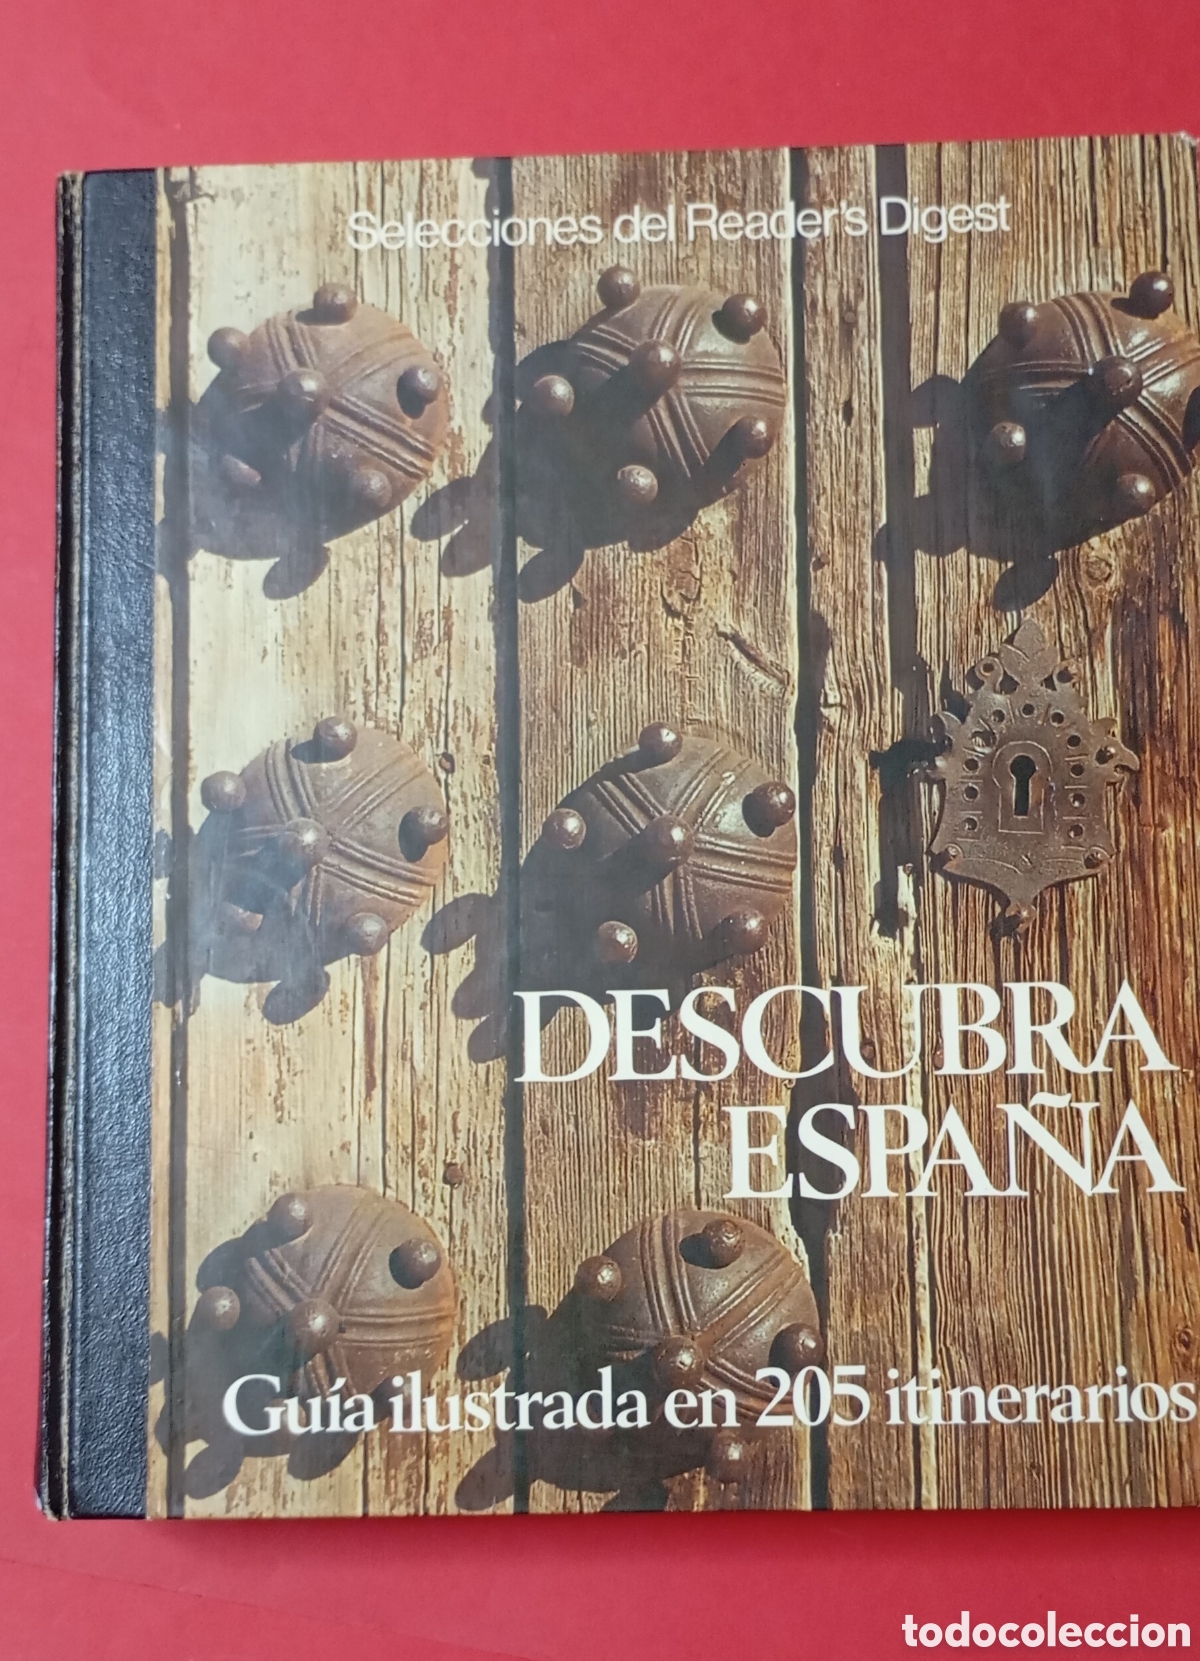 Selecciones del Reader's Digest
DESCUBRA
ESPAÑA
Guía ilustrada en 205 itinerarios
todocoleccion